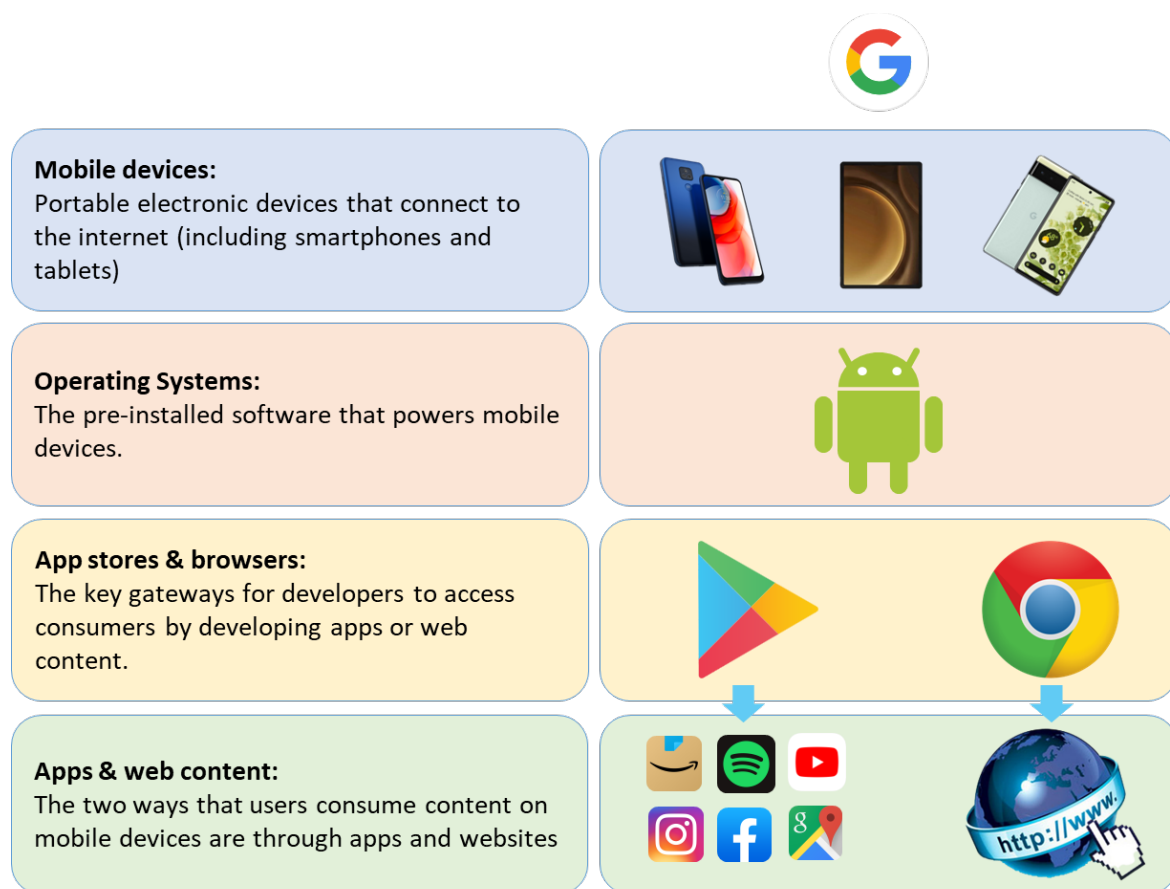 G
Mobile devices:
Portable electronic devices that connect to
the internet (including smartphones and
tablets)
G
Operating Systems:
The pre-installed software that powers mobile
devices.
App stores & browsers:
The key gateways for developers to access
consumers by developing apps or web
content.
Apps & web content:
The two ways that users consume content on
mobile devices are through apps and websites
f
g
http://www.